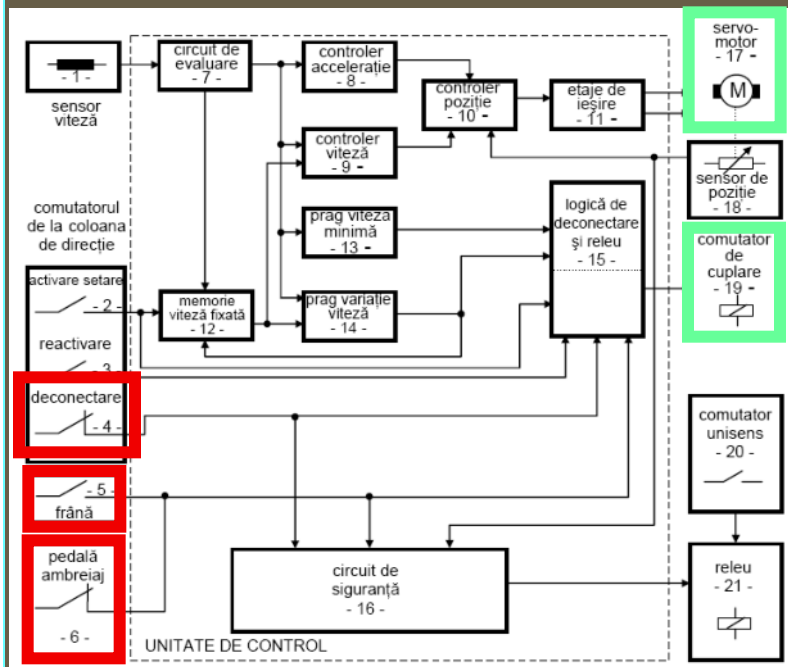 sensor
viteză
- 1 -
circuit de
evaluare
- 7 -
controler
accelerație
- 8 -
controler
poziție
- 10 -
etaje de
ieșire
- 11 -
servo-
motor
- 17 -
M
controler
viteză
- 9 -
sensor de
poziție
- 18 -
comutatorul
de la coloana
de direcție
prag viteza
minimă
- 13 -
logică de
deconectare
și releu
- 15 -
comutator
de
cuplare
- 19 -
activare setare
- 2 -
memorie
viteză fixată
- 12 -
prag variație
viteză
- 14 -
reactivare
- 3 -
deconectare
- 4 -
comutator
unisens
- 20 -
- 5 -
frână
pedală
ambreiaj
- 6 -
circuit de
siguranță
- 16 -
releu
- 21 -
UNITATE DE CONTROL